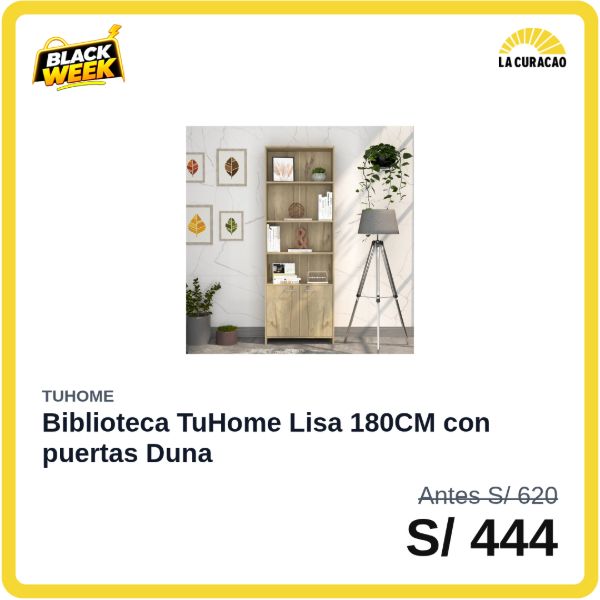 BLACK
WEEK
LA CURACAO
TUHOME
Biblioteca TuHome Lisa 180CM con
puertas Duna
Antes S/ 620
S/ 444